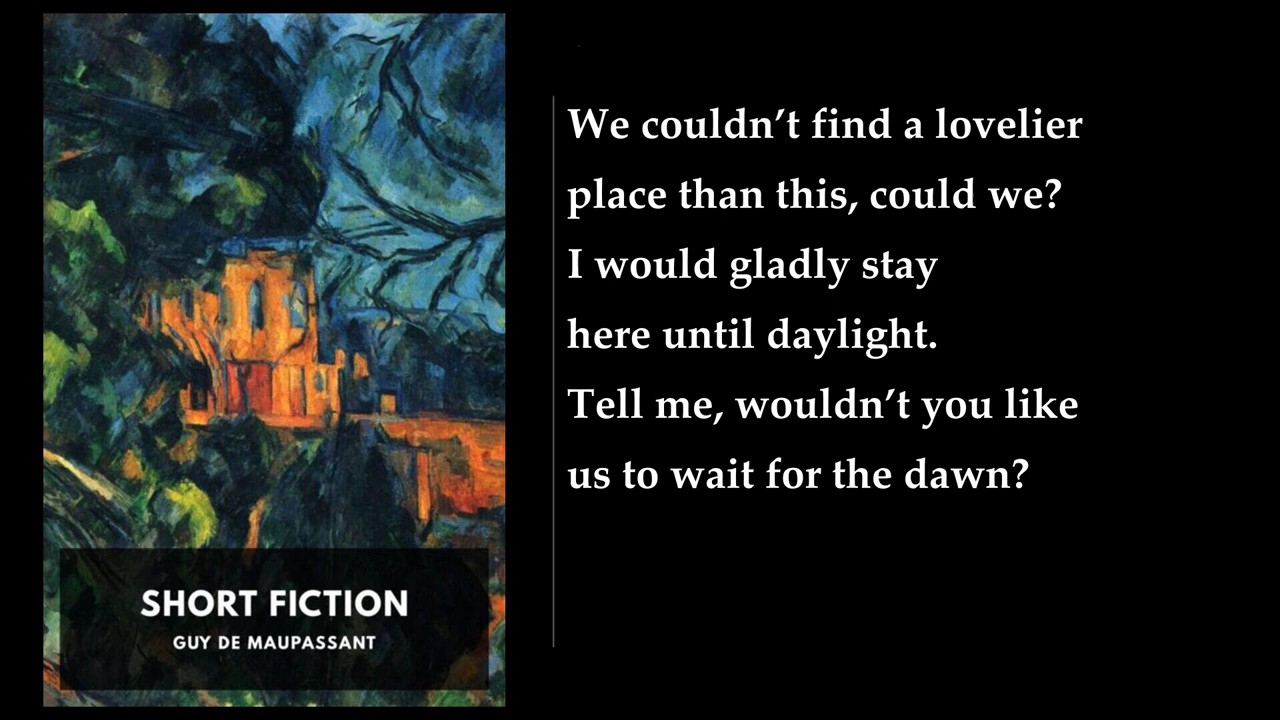 We couldn’t find a lovelier
place than this, could we?
I would gladly stay
here until daylight.
Tell me, wouldn’t you like
us to wait for the dawn?
SHORT FICTION
GUY DE MAUPASSANT